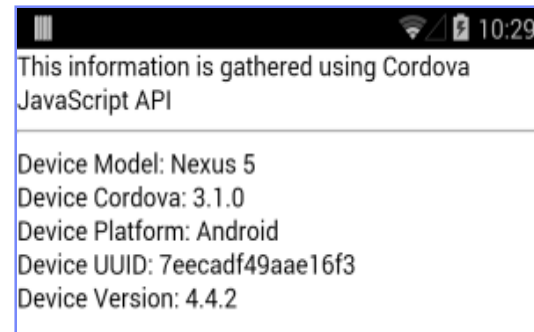 10:29
This information is gathered using Cordova
JavaScript API
Device Model: Nexus 5
Device Cordova: 3.1.0
Device Platform: Android
Device UUID: 7eecadf49aae16f3
Device Version: 4.4.2